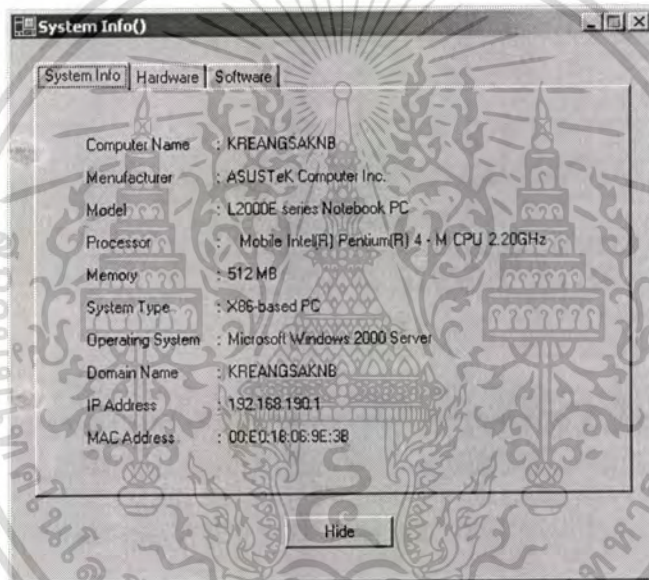 System Info()
System Info Hardware Software
Computer Name : KREANGSAKNB
Menufacturer : ASUSTeK Computer Inc.
Model : L2000E series Notebook PC
Processor : Mobile Intel(R) Pentium(R) 4 - M CPU 2.20GHz
Memory : 512 MB
System Type : X86-based PC
Operating System : Microsoft Windows 2000 Server
Domain Name : KREANGSAKNB
IP Address : 192.168.190.1
MAC Address : 00:E0:18:06:9E:3B
Hide